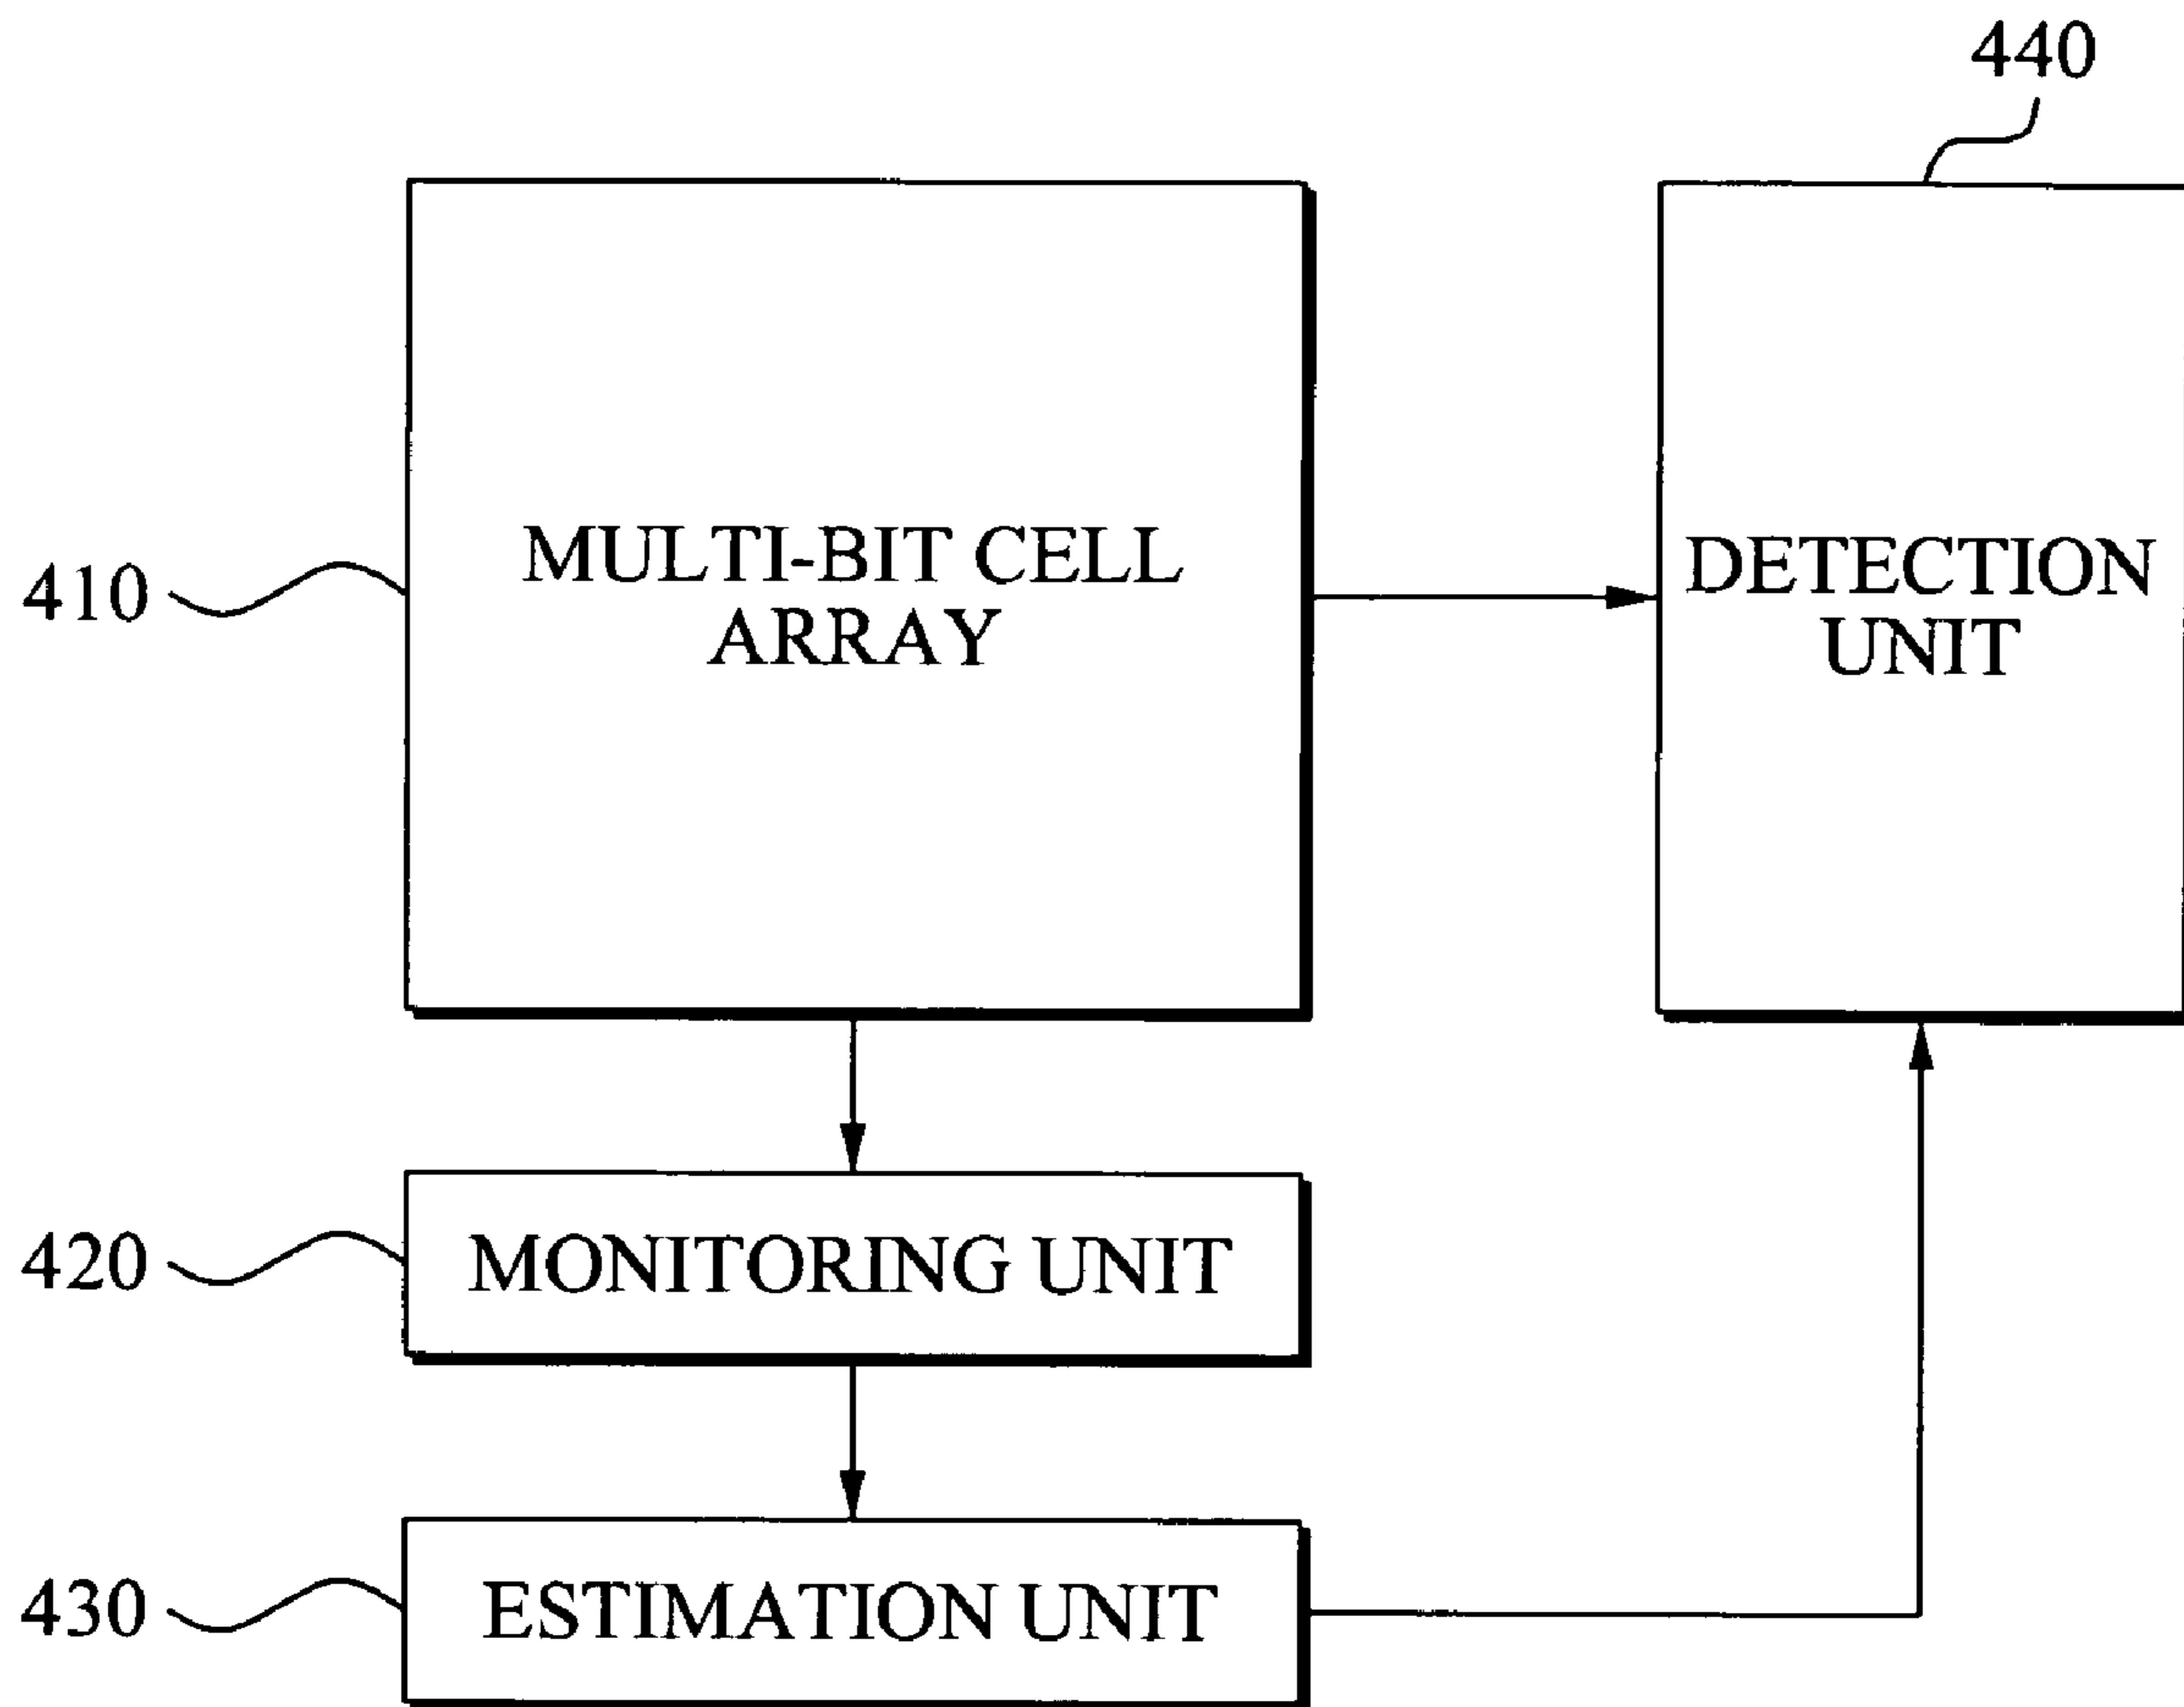 440
MULTI-BIT CELL
ARRAY
DETECTION
UNIT
410
MONITORING UNIT
420
ESTIMATION UNIT
430